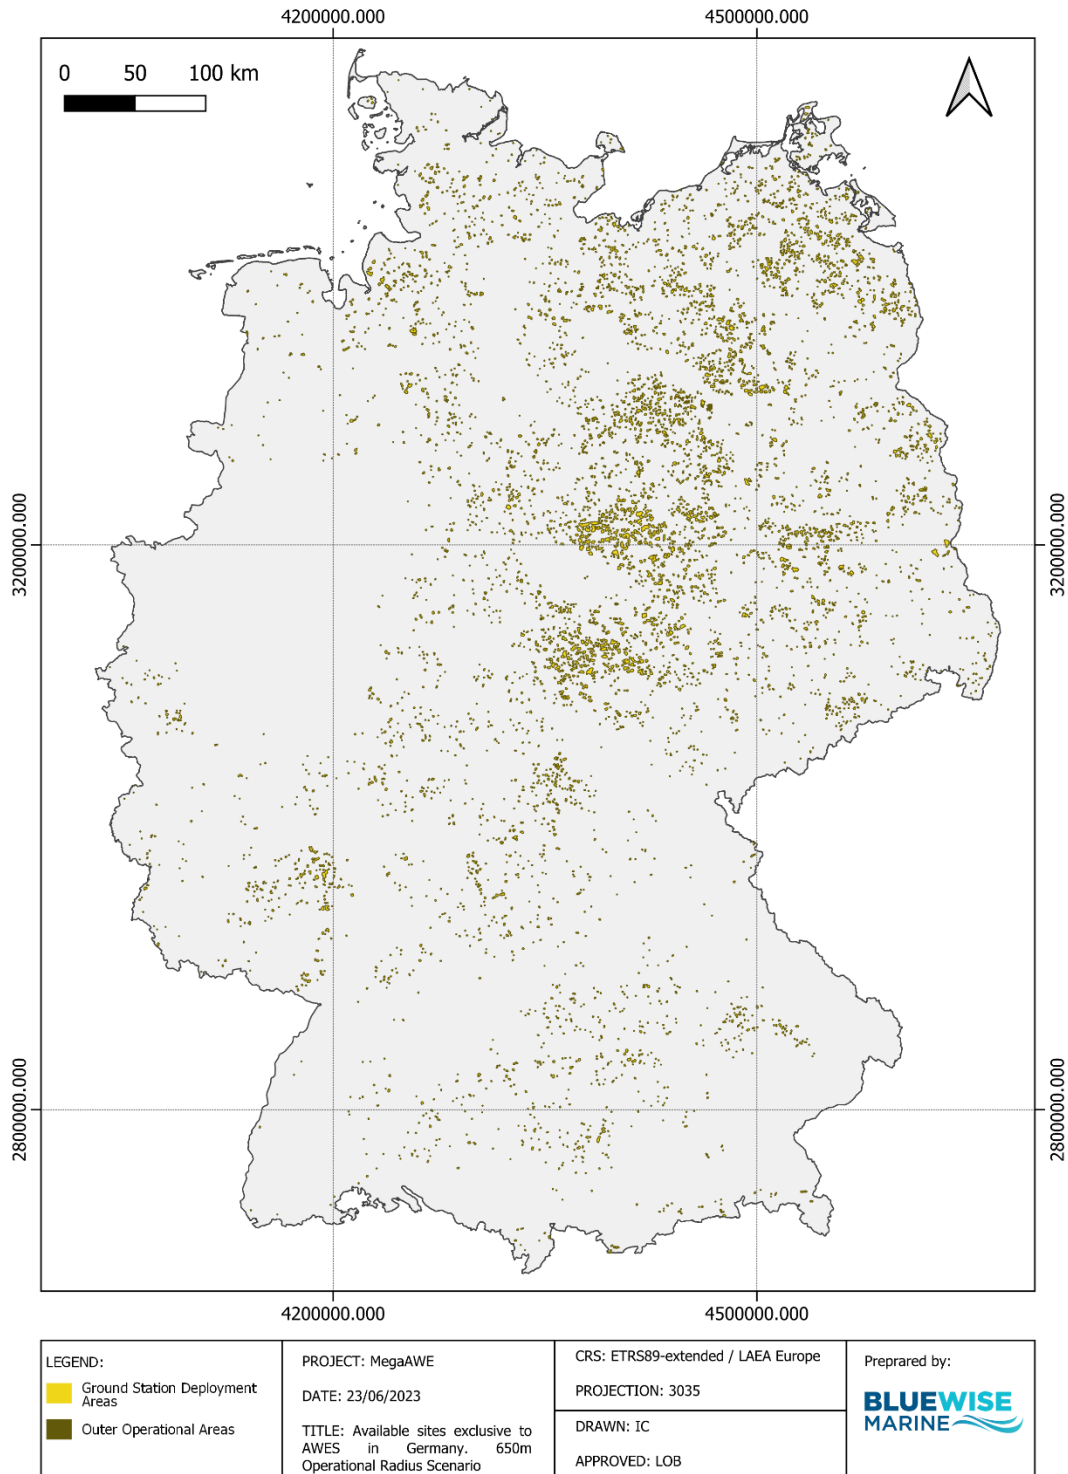 4200000.000 4500000.000
0 50 100 km
3200000.000 3200000.000
2800000.000 2800000.000
4200000.000 4500000.000
LEGEND:
Ground Station Deployment
Areas
Outer Operational Areas
PROJECT: MegaAWE
DATE: 23/06/2023
TITLE: Available sites exclusive to
AWES in Germany. 650m
Operational Radius Scenario
CRS: ETRS89-extended / LAEA Europe
PROJECTION: 3035
DRAWN: IC
APPROVED: LOB
Preprared by:
BLUEWISE
MARINE